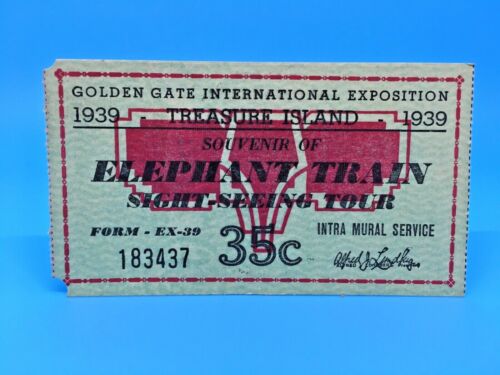 GOLDEN GATE INTERNATIONAL EXPOSITION
1939 - TREASURE ISLAND - 1939
SOUVENIR OF
ELEPHANT TRAIN
SIGHT-SEEING TOUR
FORM - EX-39 35c INTRA MURAL SERVICE
183437